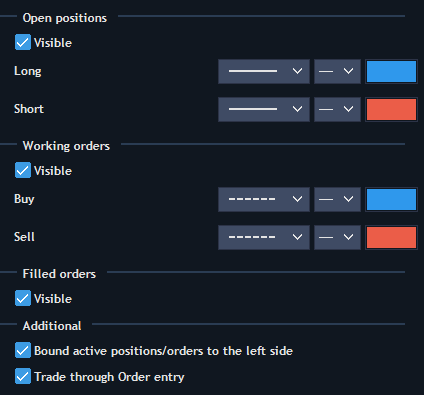 Open positions
Visible
Long
Short
Working orders
Visible
Buy
Sell
Filled orders
Visible
Additional
Bound active positions/orders to the left side
Trade through Order entry